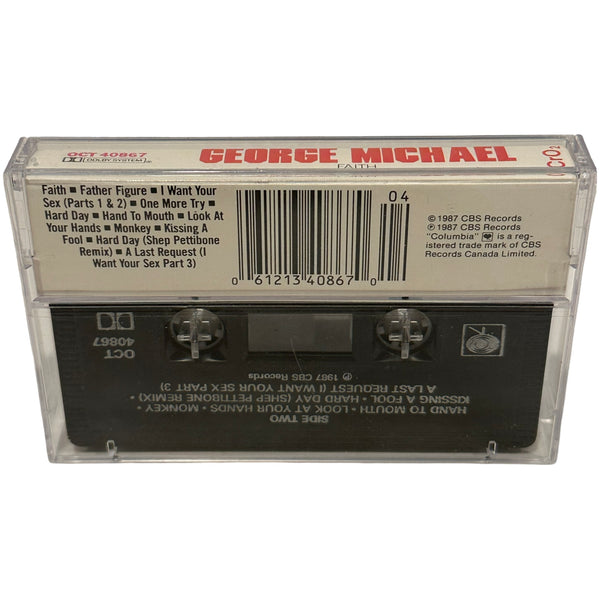 OCT 40867
DOLBY SYSTEM
GEORGE MICHAEL
FAITH
CrO₂
Faith ■ Father Figure ■ I Want Your
Sex (Parts 1 & 2) ■ One More Try ■
Hard Day ■ Hand To Mouth ■ Look At
Your Hands ■ Monkey ■ Kissing A
Fool ■ Hard Day (Shep Pettibone
Remix) ■ A Last Request (I
Want Your Sex Part 3)
04
0 61213 40867 0
© 1987 CBS Records
℗ 1987 CBS Records
"Columbia" is a reg-
istered trade mark of CBS
Records Canada Limited.
OCT
40867
℗ 1987 CBS Records
SIDE TWO
HAND TO MOUTH • LOOK AT YOUR HANDS • MONKEY •
KISSING A FOOL • HARD DAY (SHEP PETTIBONE REMIX) •
A LAST REQUEST (I WANT YOUR SEX PART 3)